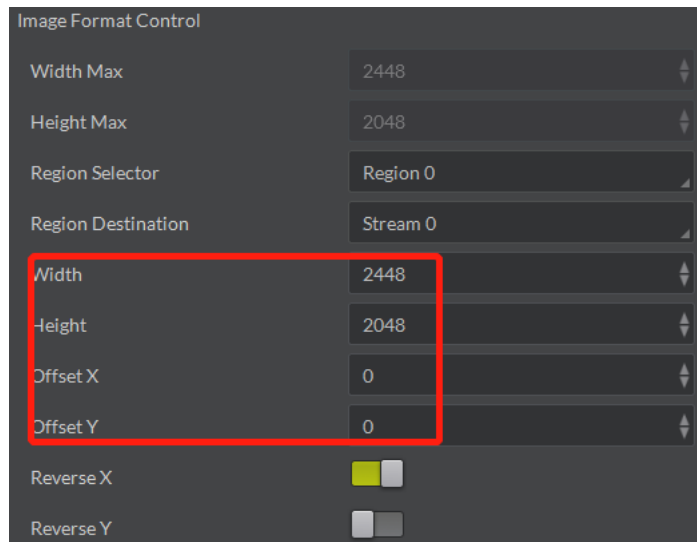 Image Format Control
Width Max 2448
Height Max 2048
Region Selector Region 0
Region Destination Stream 0
Width 2448
Height 2048
Offset X 0
Offset Y 0
Reverse X
Reverse Y